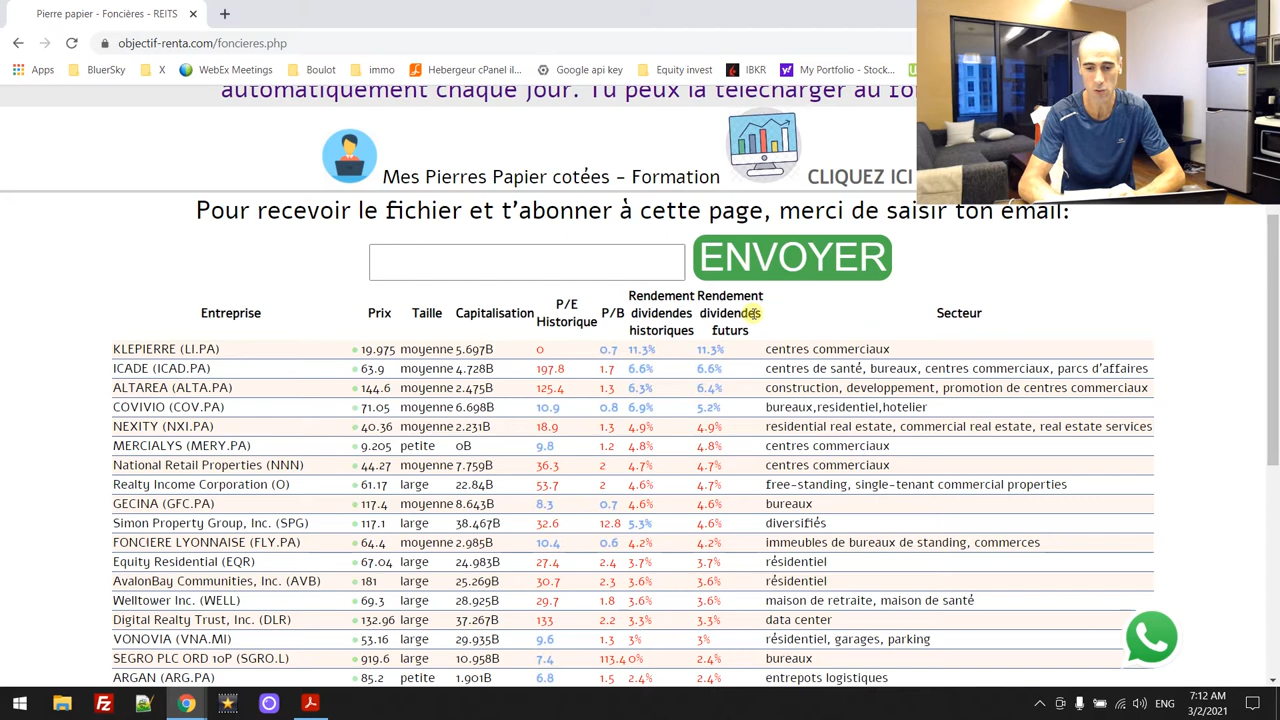 Pierre papier - Foncières - REITS
objectif-renta.com/foncieres.php
Apps BluerSky X WebEx Meetings Boulot immo Hebergeur cPanel il... Google api key Equity invest IBKR My Portfolio - Stock...
automatiquement chaque jour. Tu peux la télécharger au
Mes Pierres Papier cotées - Formation CLIQUEZ ICI
Pour recevoir le fichier et t'abonner à cette page, merci de saisir ton email:
ENVOYER
Entreprise Prix Taille Capitalisation P/E Historique P/B Rendement dividendes historiques Rendement dividendes futurs Secteur
KLEPIERRE (LI.PA) 19.975 moyenne 5.697B 0 0.7 11.3% 11.3% centres commerciaux
ICADE (ICAD.PA) 63.9 moyenne 4.728B 197.8 1.7 6.6% 6.6% centres de santé, bureaux, centres commerciaux, parcs d'affaires
ALTAREA (ALTA.PA) 144.6 moyenne 2.475B 125.4 1.3 6.3% 6.4% construction, developpement, promotion de centres commerciaux
COVIVIO (COV.PA) 71.05 moyenne 6.698B 10.9 0.8 6.9% 5.2% bureaux,residentiel,hotelier
NEXITY (NXI.PA) 40.36 moyenne 2.231B 18.9 1.3 4.9% 4.9% residential real estate, commercial real estate, real estate services
MERCIALYS (MERY.PA) 9.205 petite 0B 9.8 1.2 4.8% 4.8% centres commerciaux
National Retail Properties (NNN) 44.27 moyenne 7.759B 36.3 2 4.7% 4.7% centres commerciaux
Realty Income Corporation (O) 61.17 large 22.84B 53.7 2 4.6% 4.7% free-standing, single-tenant commercial properties
GECINA (GFC.PA) 117.4 moyenne 8.643B 8.3 0.7 4.6% 4.6% bureaux
Simon Property Group, Inc. (SPG) 117.1 large 38.467B 32.6 12.8 5.3% 4.6% diversifiés
FONCIERE LYONNAISE (FLY.PA) 64.4 moyenne 2.985B 10.4 0.6 4.2% 4.2% immeubles de bureaux de standing, commerces
Equity Residential (EQR) 67.04 large 24.983B 27.4 2.4 3.7% 3.7% résidentiel
AvalonBay Communities, Inc. (AVB) 181 large 25.269B 30.7 2.3 3.6% 3.6% résidentiel
Welltower Inc. (WELL) 69.3 large 28.925B 29.7 1.8 3.6% 3.6% maison de retraite, maison de santé
Digital Realty Trust, Inc. (DLR) 132.96 large 37.267B 133 2.2 3.3% 3.3% data center
VONOVIA (VNA.MI) 53.16 large 29.935B 9.6 1.3 3% 3% résidentiel, garages, parking
SEGRO PLC ORD 10P (SGRO.L) 919.6 large 10.958B 7.4 113.4 0% 2.4% bureaux
ARGAN (ARG.PA) 85.2 petite 1.901B 6.8 1.5 2.4% 2.4% entrepots logistiques
ENG
7:12 AM
3/2/2021